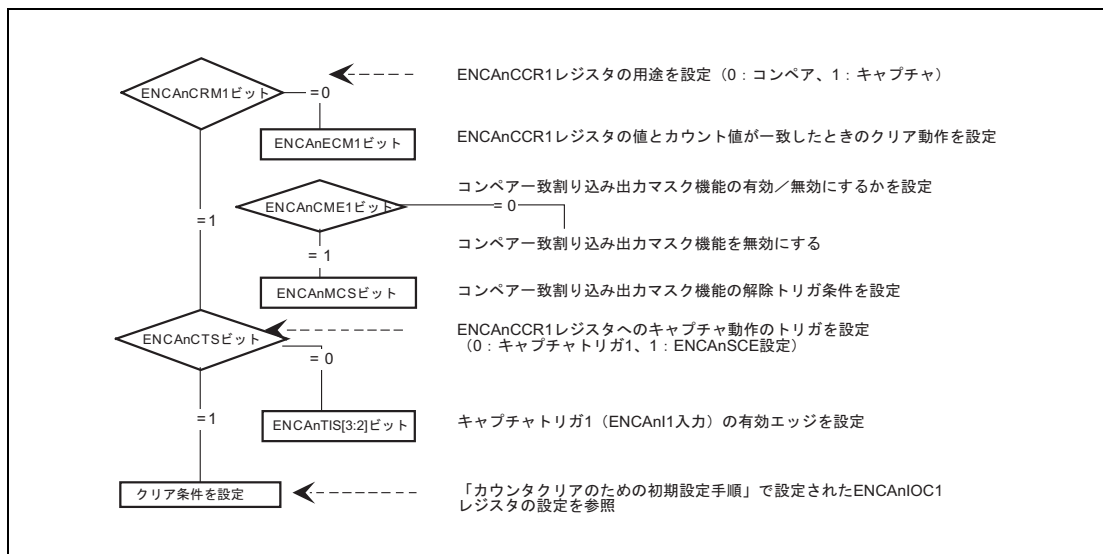 ENCAnCCR1レジスタの用途を設定（0：コンペア、1：キャプチャ）
ENCAnCRM1ビット
=0
ENCAnECM1ビット
ENCAnCCR1レジスタの値とカウント値が一致したときのクリア動作を設定
コンペア一致割り込み出力マスク機能の有効／無効にするかを設定
ENCAnCME1ビット
= 0
=1
コンペア一致割り込み出力マスク機能を無効にする
= 1
ENCAnMCSビット
コンペア一致割り込み出力マスク機能の解除トリガ条件を設定
ENCAnCTSビット
ENCAnCCR1レジスタへのキャプチャ動作のトリガを設定
（0：キャプチャトリガ1、1：ENCAnSCE設定）
= 0
=1
ENCAnTIS[3:2]ビット
キャプチャトリガ1（ENCAnI1入力）の有効エッジを設定
クリア条件を設定
「カウンタクリアのための初期設定手順」で設定されたENCAnIOC1
レジスタの設定を参照